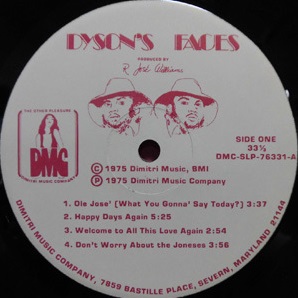 DYSON'S FACES
PRODUCED BY
R. José Williams
THE OTHER PLEASURE
DMC
DIMITRI MUSIC COMPANY
SIDE ONE
33⅓
DMC-SLP-76331-A
© 1975 Dimitri Music, BMI
℗ 1975 Dimitri Music Company
1. Ole Jose' [What You Gonna' Say Today?] 3:37
2. Happy Days Again 5:25
3. Welcome to All This Love Again 2:54
4. Don't Worry About the Joneses 3:56
DIMITRI MUSIC COMPANY, 7859 BASTILLE PLACE, SEVERN, MARYLAND 21144